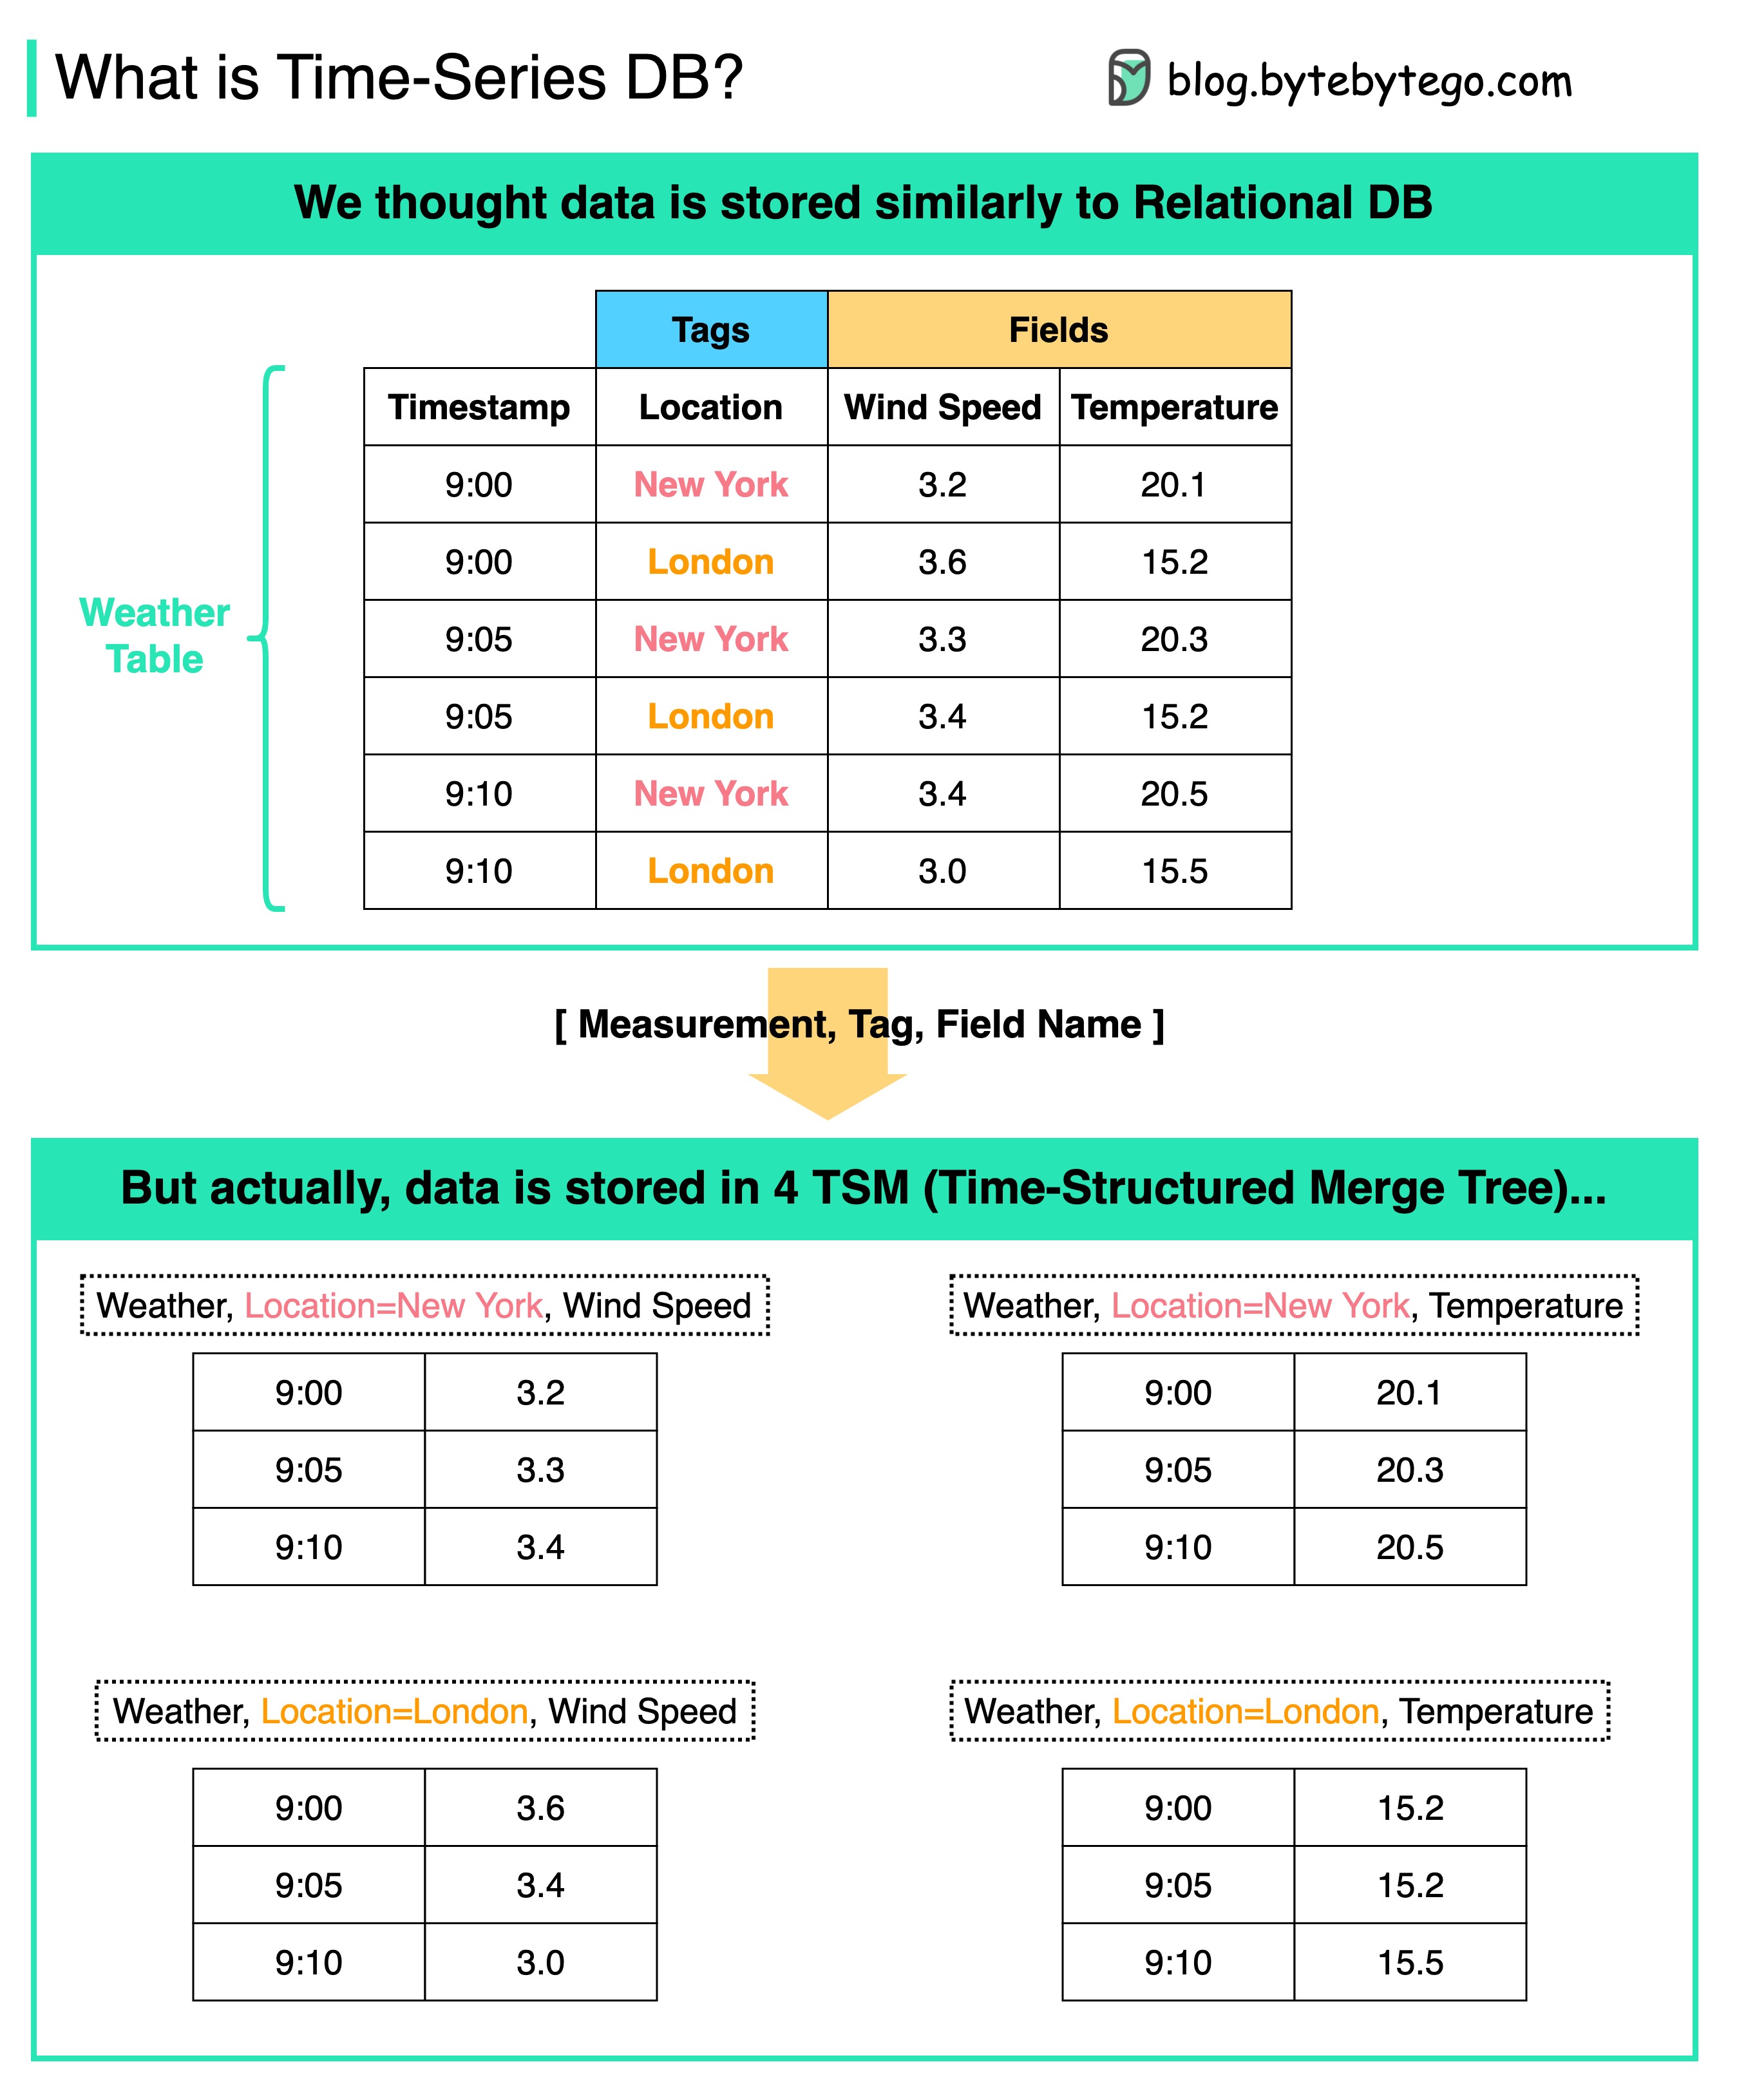 What is Time-Series DB?
blog.bytebytego.com
We thought data is stored similarly to Relational DB
Tags Fields
Timestamp Location Wind Speed Temperature
9:00 New York 3.2 20.1
9:00 London 3.6 15.2
9:05 New York 3.3 20.3
9:05 London 3.4 15.2
9:10 New York 3.4 20.5
9:10 London 3.0 15.5
Weather
Table
[ Measurement, Tag, Field Name ]
But actually, data is stored in 4 TSM (Time-Structured Merge Tree)...
Weather, Location=New York, Wind Speed
9:00 3.2
9:05 3.3
9:10 3.4
Weather, Location=New York, Temperature
9:00 20.1
9:05 20.3
9:10 20.5
Weather, Location=London, Wind Speed
9:00 3.6
9:05 3.4
9:10 3.0
Weather, Location=London, Temperature
9:00 15.2
9:05 15.2
9:10 15.5